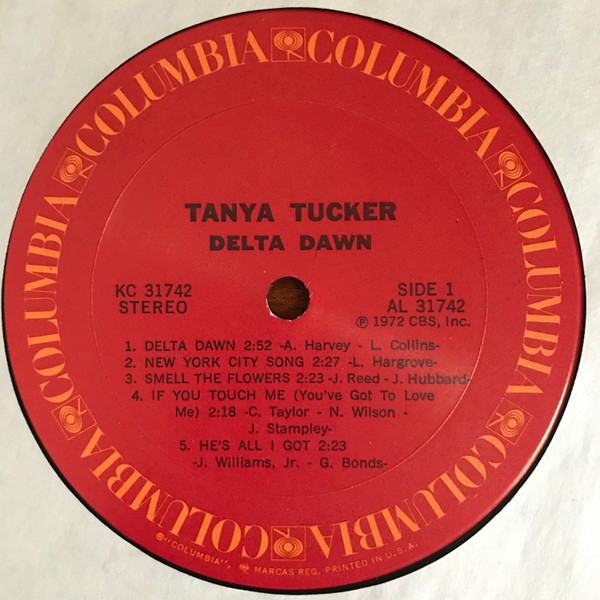 COLUMBIA COLUMBIA COLUMBIA COLUMBIA COLUMBIA COLUMBIA
TANYA TUCKER
DELTA DAWN
KC 31742
STEREO
SIDE 1
AL 31742
Ⓟ 1972 CBS, Inc.
1. DELTA DAWN 2:52 -A. Harvey - L. Collins-
2. NEW YORK CITY SONG 2:27 -L. Hargrove-
3. SMELL THE FLOWERS 2:23 -J. Reed - J. Hubbard-
4. IF YOU TOUCH ME (You've Got To Love
Me) 2:18 -C. Taylor - N. Wilson -
J. Stampley-
5. HE'S ALL I GOT 2:23
-J. Williams, Jr. - G. Bonds-
®"COLUMBIA", MARCAS REG. PRINTED IN U.S.A.